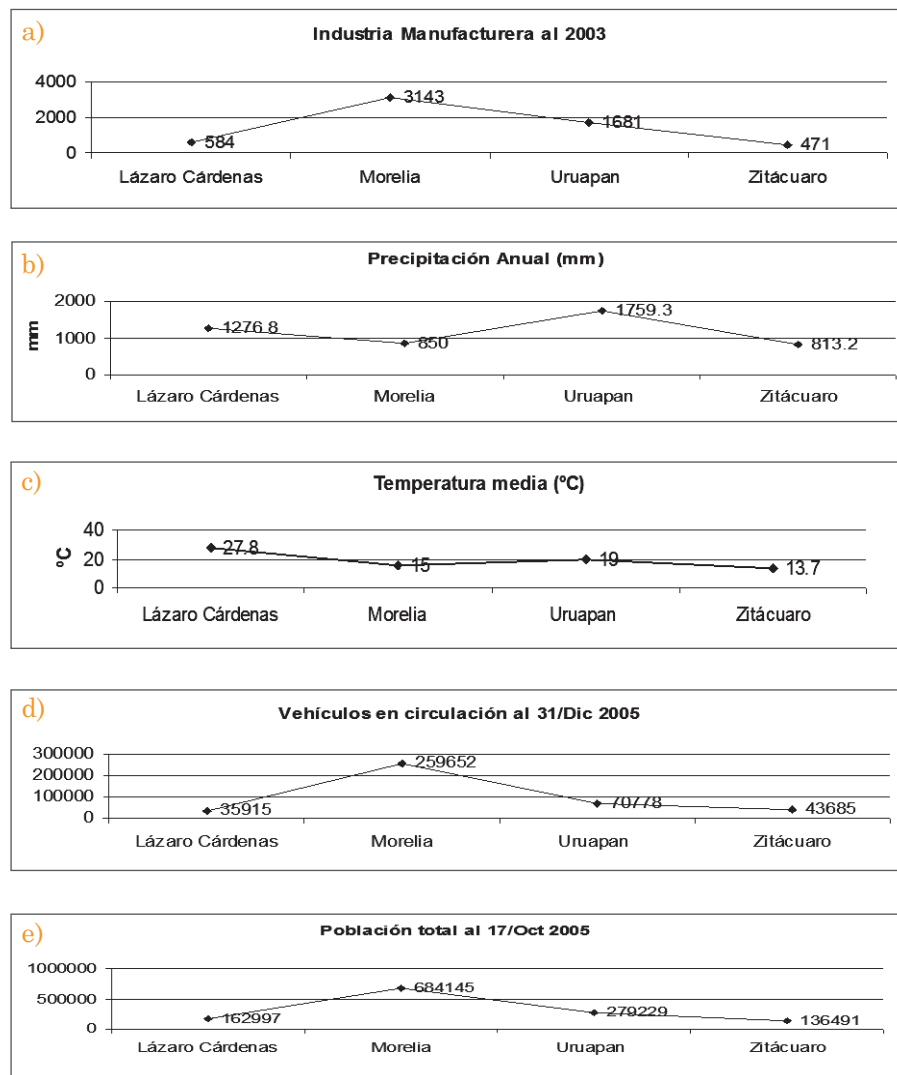 a)
Industria Manufacturera al 2003
4000
3143
2000
1681
584
471
0
Lázaro Cárdenas Morelia Uruapan Zitácuaro
b)
Precipitación Anual (mm)
mm
2000
1759.3
1276.8
1000
850
813.2
0
Lázaro Cárdenas Morelia Uruapan Zitácuaro
c)
Temperatura media (ºC)
ºC
40
27.8
20
15
19
13.7
0
Lázaro Cárdenas Morelia Uruapan Zitácuaro
d)
Vehículos en circulación al 31/Dic 2005
300000
259652
200000
100000
70778
35915
43685
0
Lázaro Cárdenas Morelia Uruapan Zitácuaro
e)
Población total al 17/Oct 2005
1000000
684145
500000
279229
162997
136491
0
Lázaro Cárdenas Morelia Uruapan Zitácuaro